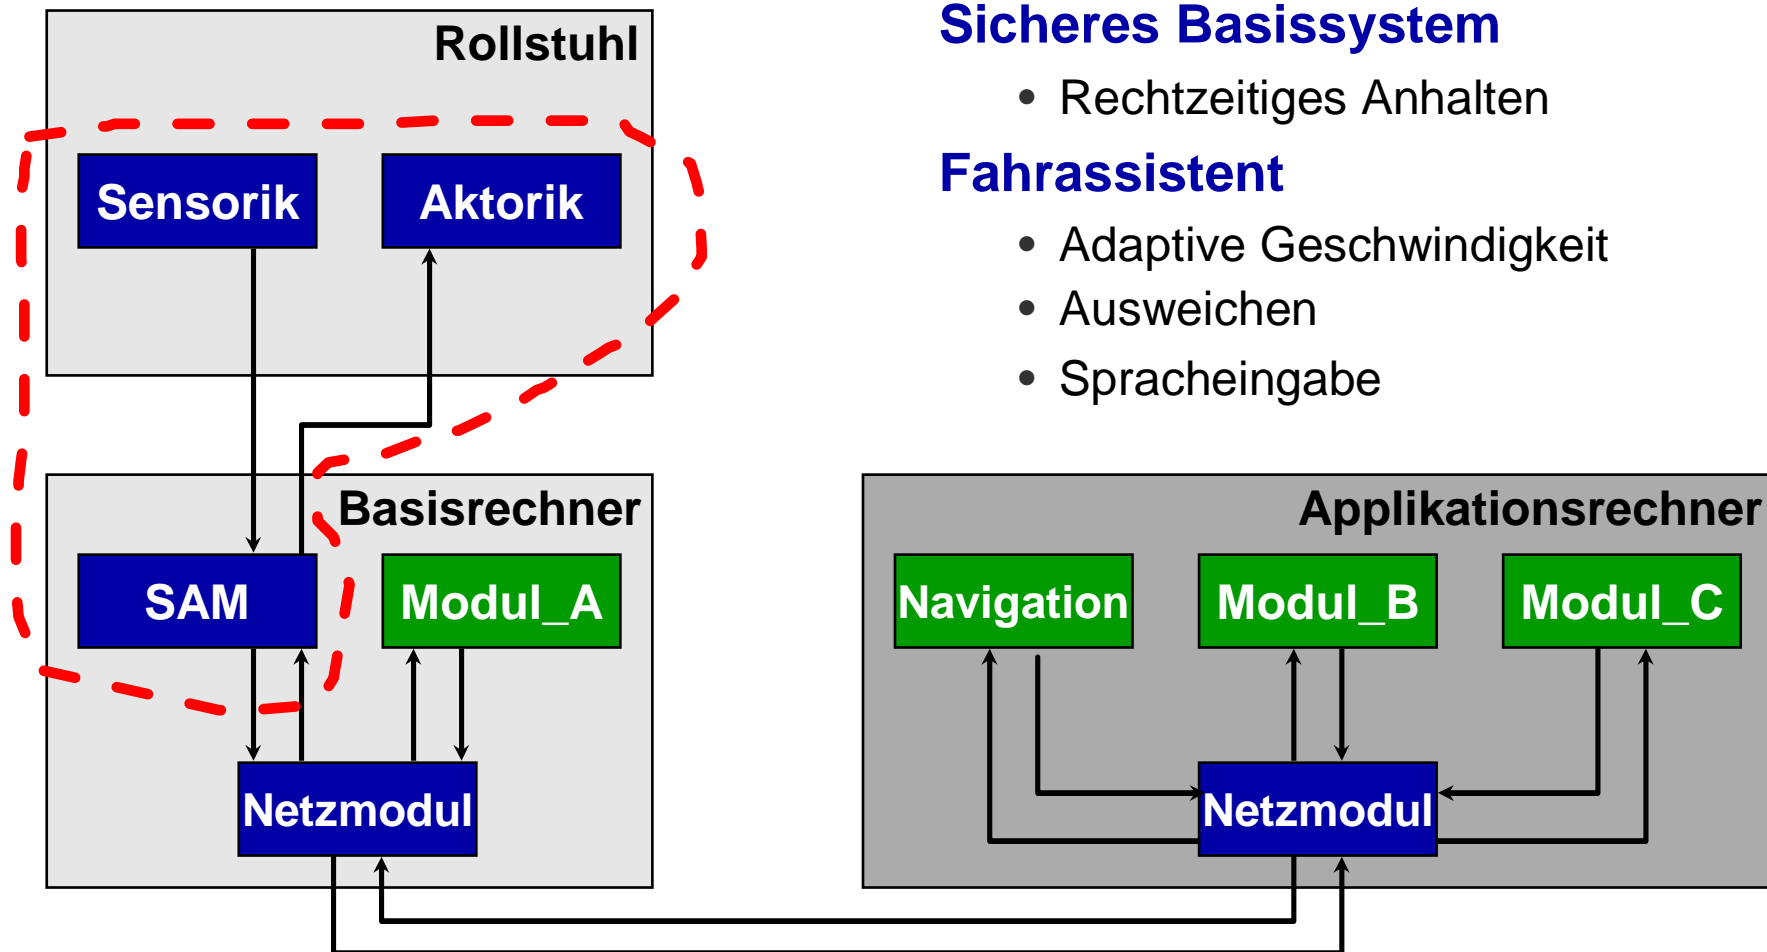 Rollstuhl
Sensorik
Aktorik
Sicheres Basissystem
• Rechtzeitiges Anhalten
Fahrassistent
• Adaptive Geschwindigkeit
• Ausweichen
• Spracheingabe
Basisrechner
SAM
Modul_A
Netzmodul
Applikationsrechner
Navigation
Modul_B
Modul_C
Netzmodul